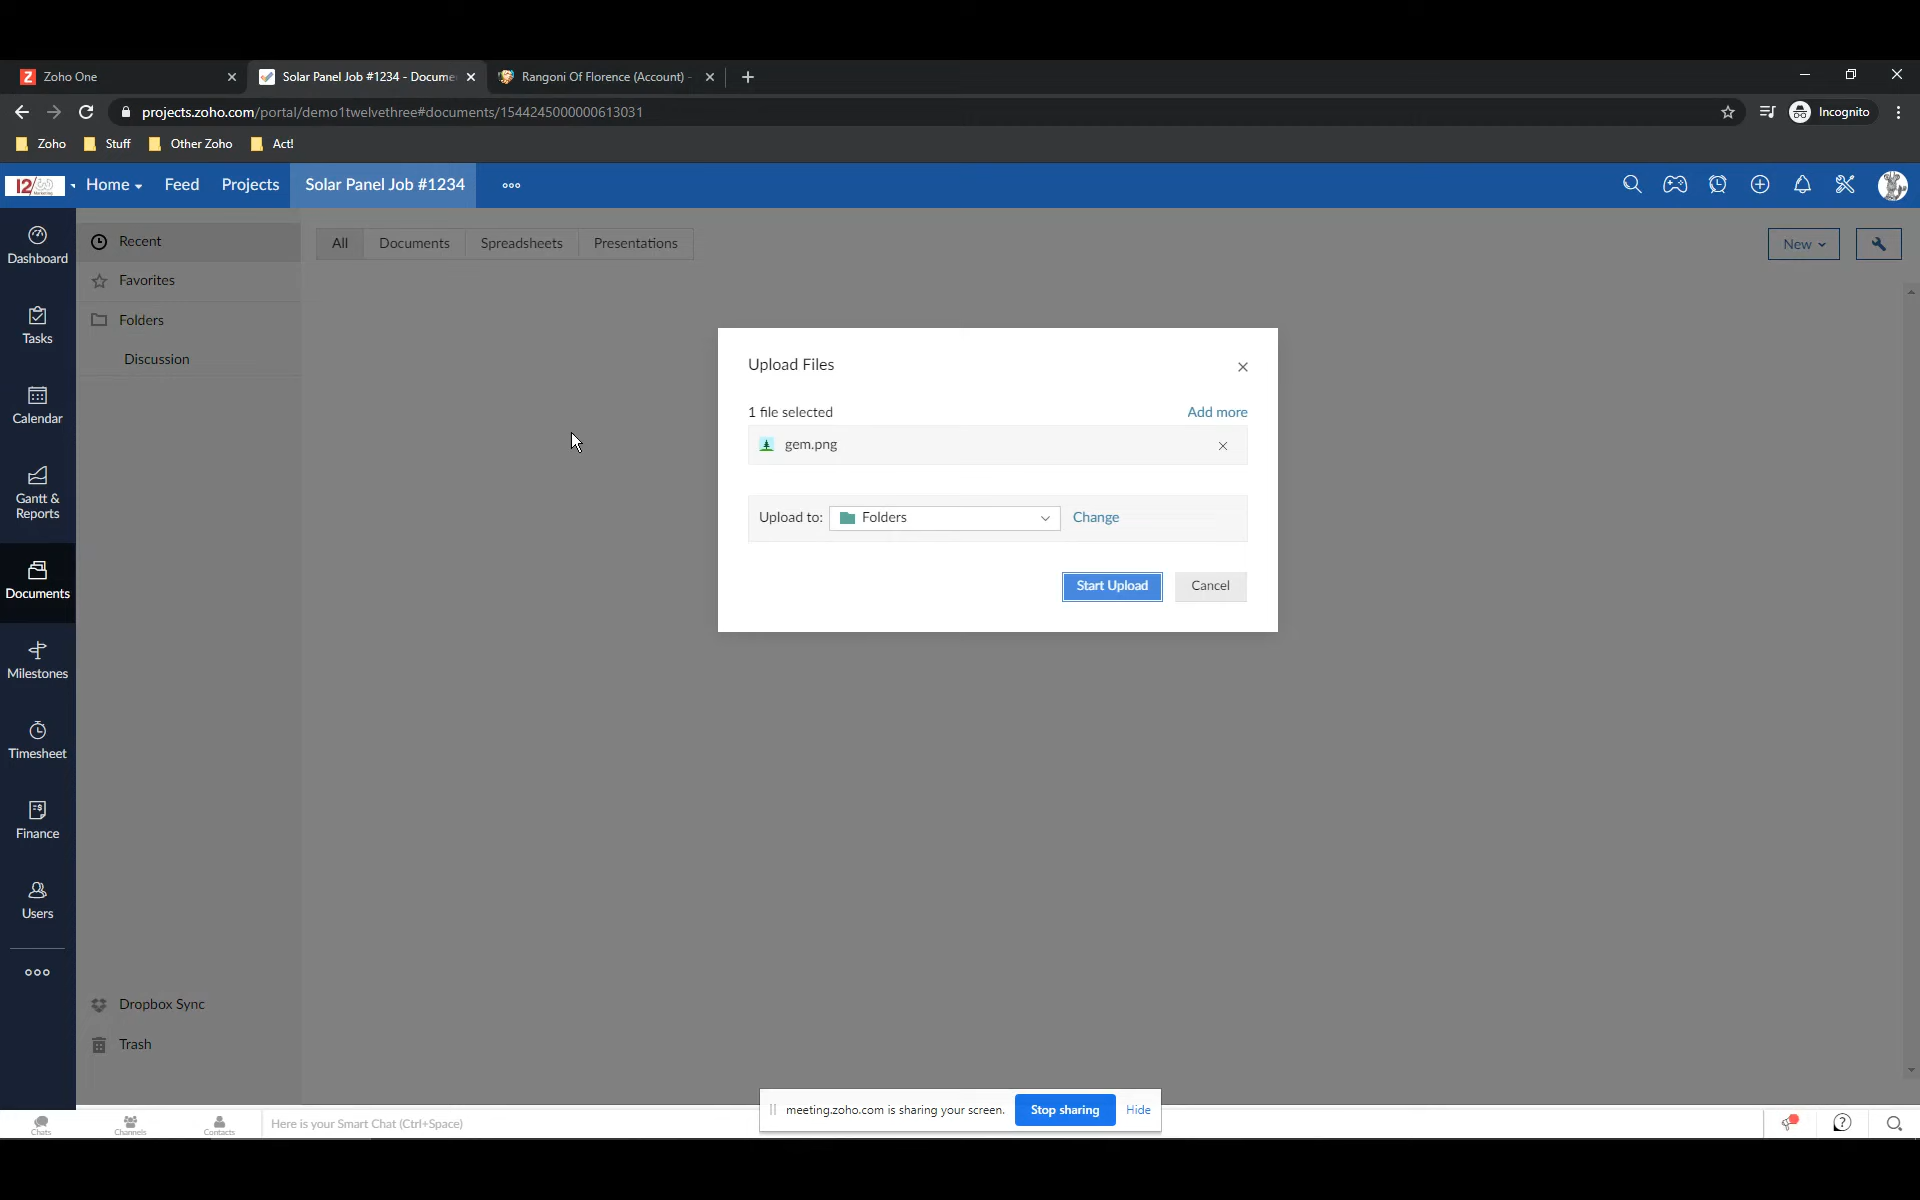 Zoho One
Solar Panel Job #1234 - Docume
Rangoni Of Florence (Account) -
projects.zoho.com/portal/demo1twelvethree#documents/1544245000000613031
Incognito
Zoho
Stuff
Other Zoho
Act!
Home
Feed
Projects
Solar Panel Job #1234
Dashboard
Tasks
Calendar
Gantt &
Reports
Documents
Milestones
Timesheet
Finance
Users
Recent
Favorites
Folders
Discussion
Dropbox Sync
Trash
All
Documents
Spreadsheets
Presentations
New
Upload Files
1 file selected
Add more
gem.png
Upload to:
Folders
Change
Start Upload
Cancel
meeting.zoho.com is sharing your screen.
Stop sharing
Hide
Chats
Channels
Contacts
Here is your Smart Chat (Ctrl+Space)